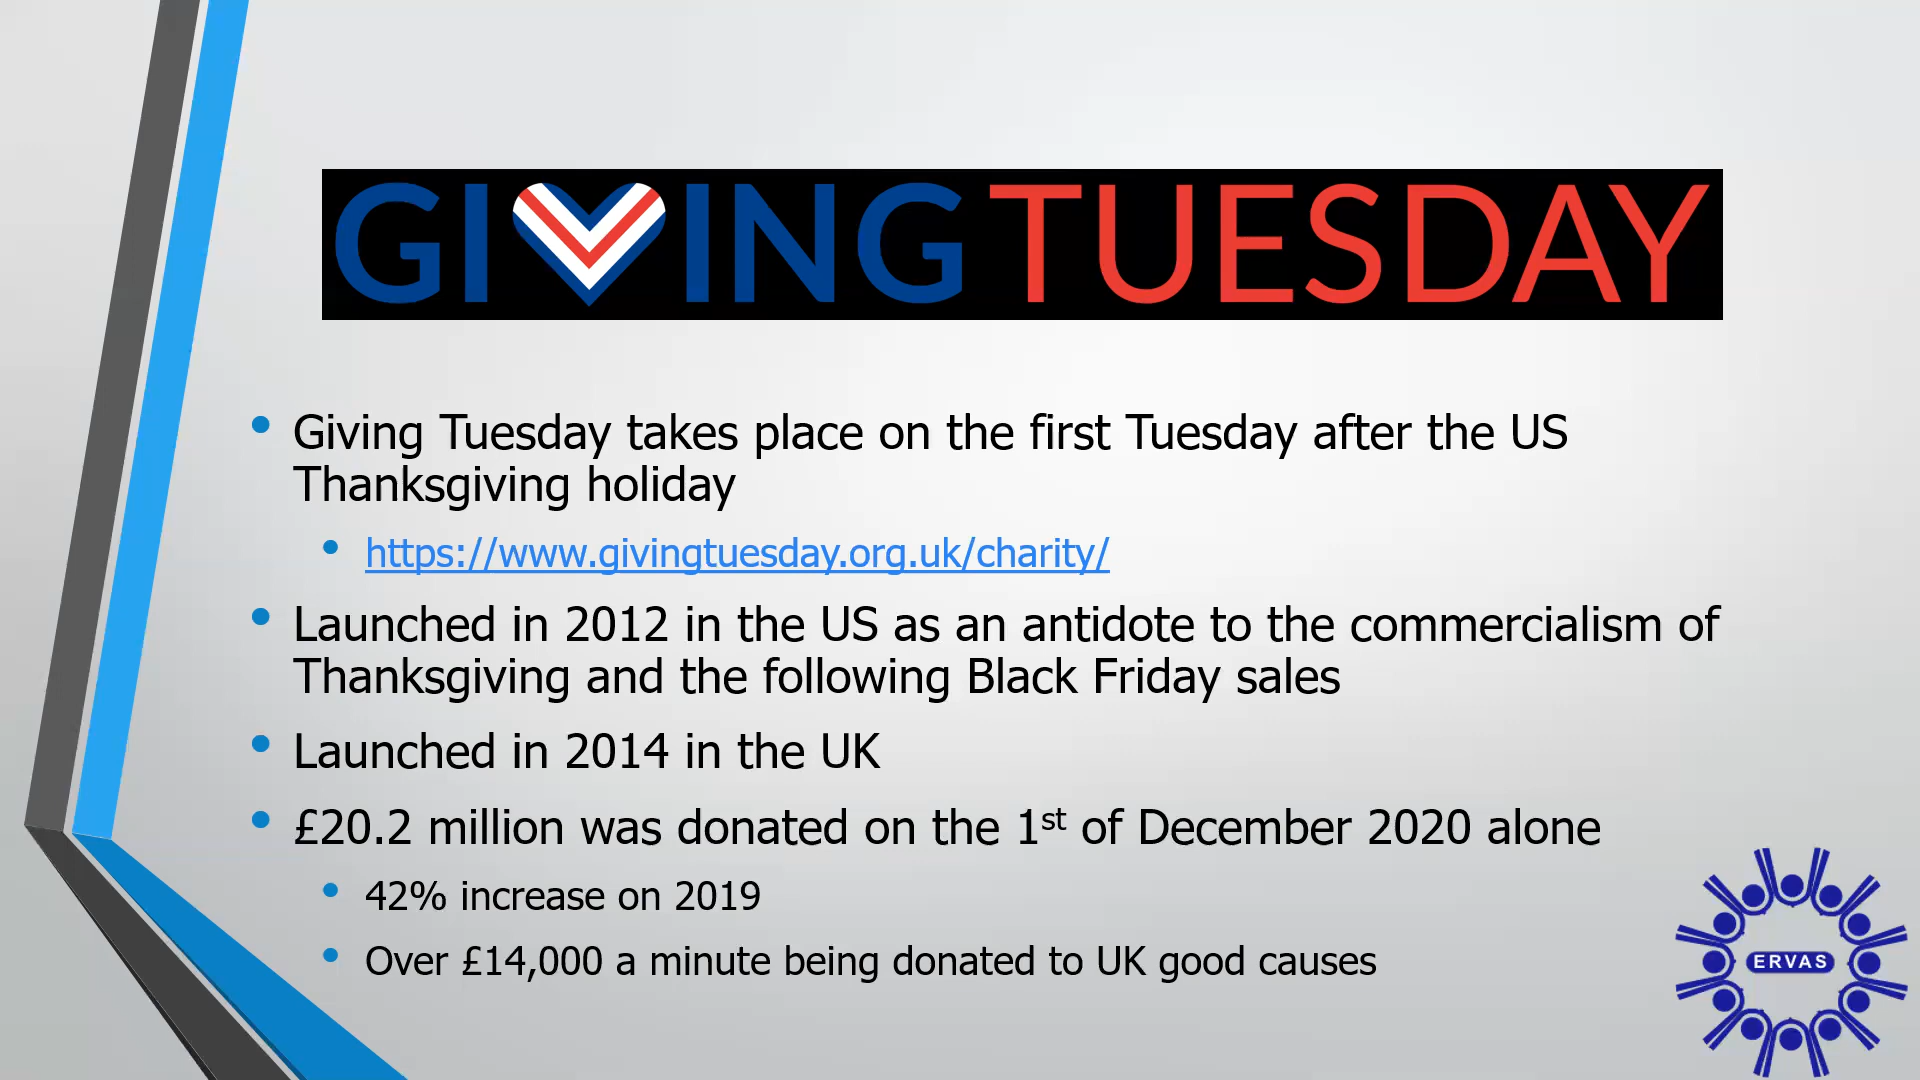 GIVINGTUESDAY
• Giving Tuesday takes place on the first Tuesday after the US
Thanksgiving holiday
• https://www.givingtuesday.org.uk/charity/
• Launched in 2012 in the US as an antidote to the commercialism of
Thanksgiving and the following Black Friday sales
• Launched in 2014 in the UK
• £20.2 million was donated on the 1st of December 2020 alone
• 42% increase on 2019
• Over £14,000 a minute being donated to UK good causes
ERVAS